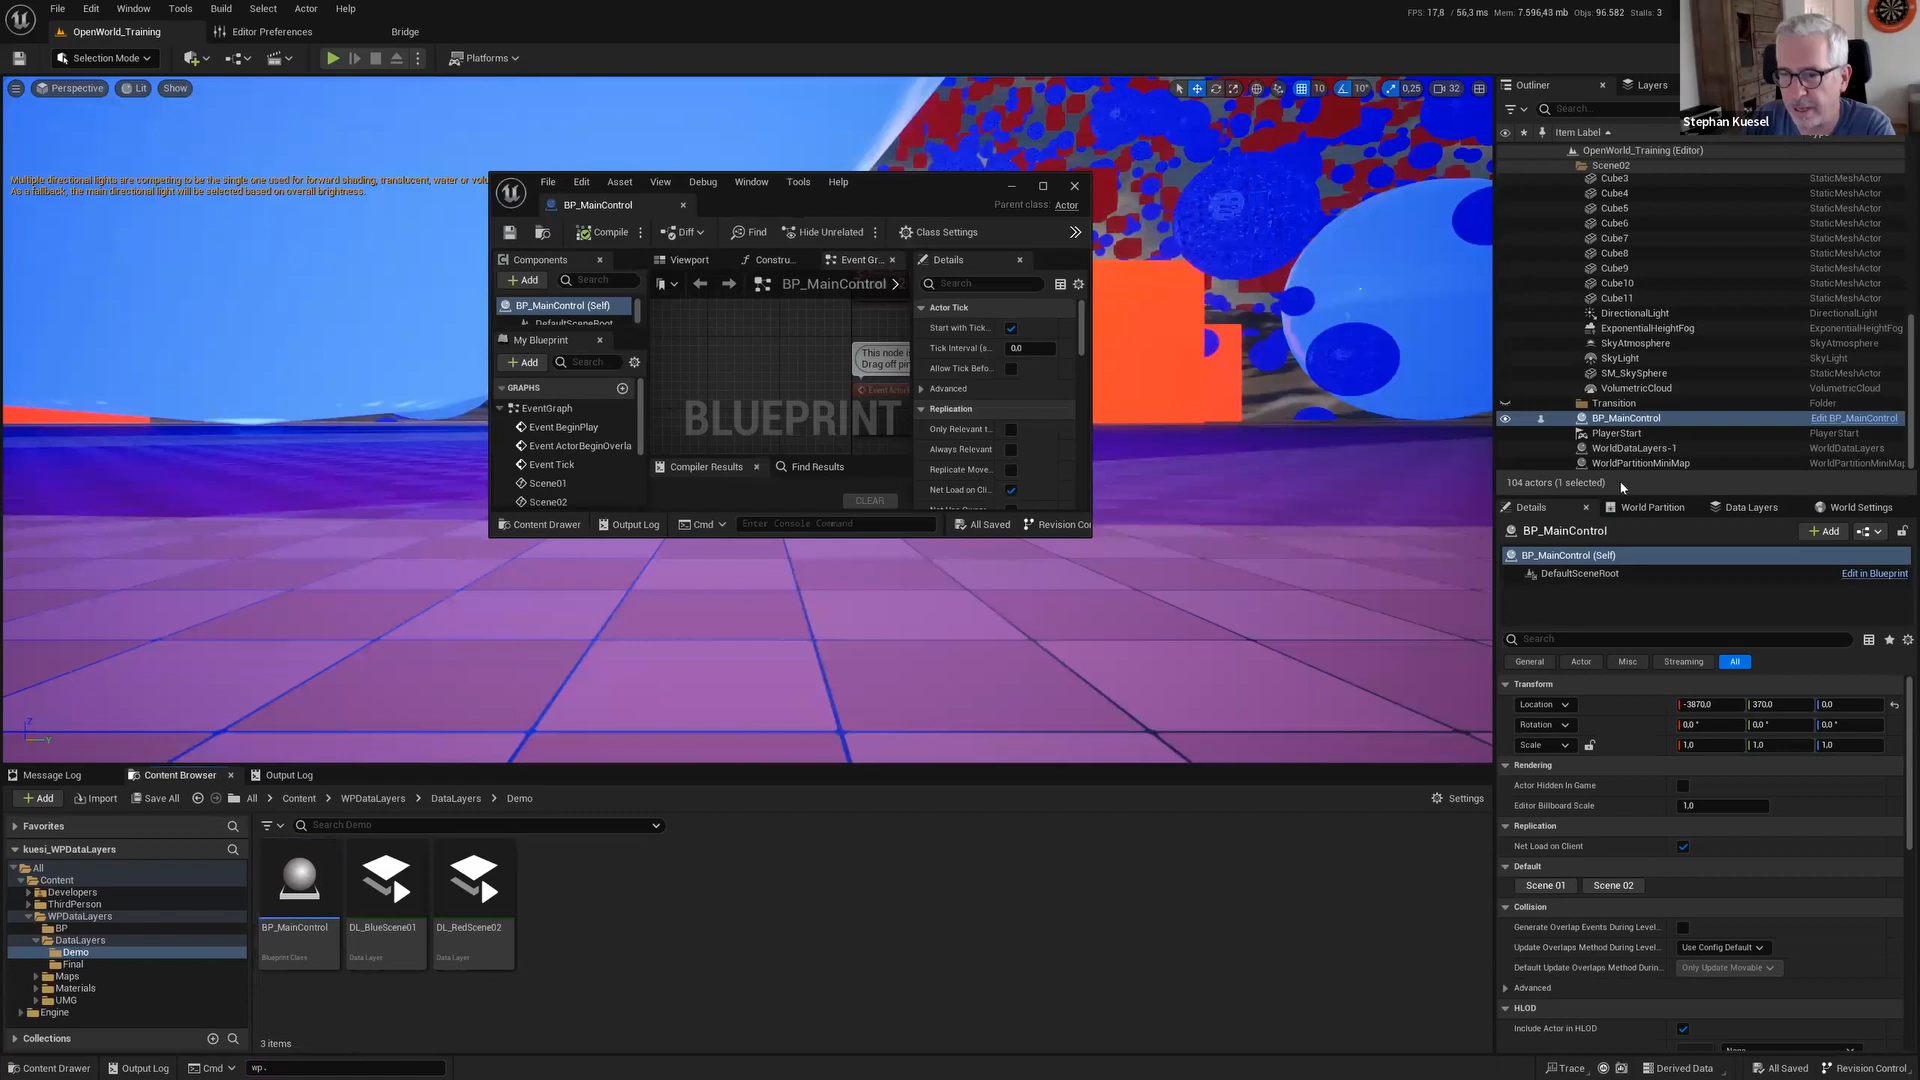 File Edit Window Tools Build Select Actor Help
FPS: 17,8 / 56,3 ms Mem: 7.596,43 mb Objs: 96.582 Stalls: 3
OpenWorld_Training Editor Preferences Bridge
Selection Mode Platforms
Perspective Lit Show 10 10° 0,25 32
Multiple directional lights are competing to be the single one used for forward shading, translucent, water or volu
As a fallback, the main directional light will be selected based on overall brightness.
Stephan Kuesel
File Edit Asset View Debug Window Tools Help
BP_MainControl
Parent class: Actor
Compile Diff Find Hide Unrelated Class Settings
Components Viewport Constru... Event Gr... Details
Add Search
BP_MainControl
Search
BP_MainControl (Self)
DefaultSceneRoot
My Blueprint
Add Search
GRAPHS
EventGraph
Event BeginPlay
Event ActorBeginOverla
Event Tick
Scene01
Scene02
This node is
Drag off pin
Event Actor
BLUEPRINT
Compiler Results Find Results
CLEAR
Actor Tick
Start with Tick...
Tick Interval (s... 0,0
Allow Tick Befo...
Advanced
Replication
Only Relevant t
Always Relevant
Replicate Move...
Net Load on Cli...
Content Drawer Output Log Cmd Enter Console Command All Saved Revision Con
Outliner Layers
Search...
Item Label
OpenWorld_Training (Editor)
Scene02
Cube3 StaticMeshActor
Cube4 StaticMeshActor
Cube5 StaticMeshActor
Cube6 StaticMeshActor
Cube7 StaticMeshActor
Cube8 StaticMeshActor
Cube9 StaticMeshActor
Cube10 StaticMeshActor
Cube11 StaticMeshActor
DirectionalLight DirectionalLight
ExponentialHeightFog ExponentialHeightFog
SkyAtmosphere SkyAtmosphere
SkyLight SkyLight
SM_SkySphere StaticMeshActor
VolumetricCloud VolumetricCloud
Transition Folder
BP_MainControl Edit BP_MainControl
PlayerStart PlayerStart
WorldDataLayers-1 WorldDataLayers
WorldPartitionMiniMap WorldPartitionMiniMap
104 actors (1 selected)
Details World Partition Data Layers World Settings
BP_MainControl Add
BP_MainControl (Self)
DefaultSceneRoot Edit in Blueprint
Search
General Actor Misc Streaming All
Transform
Location -3870,0 370,0 0,0
Rotation 0,0 ° 0,0 ° 0,0 °
Scale 1,0 1,0 1,0
Rendering
Actor Hidden In Game
Editor Billboard Scale 1,0
Replication
Net Load on Client
Default
Scene 01 Scene 02
Collision
Generate Overlap Events During Level...
Update Overlaps Method During Level... Use Config Default
Default Update Overlaps Method Durin... Only Update Movable
Advanced
HLOD
Include Actor in HLOD
Message Log Content Browser Output Log
Add Import Save All All Content WPDataLayers DataLayers Demo Settings
Favorites
Search Demo
kuesi_WPDataLayers
All
Content
Developers
ThirdPerson
WPDataLayers
BP
DataLayers
Demo
Final
Maps
Materials
UMG
Engine
Collections
BP_MainControl
Blueprint Class
DL_BlueScene01
Data Layer
DL_RedScene02
Data Layer
3 items
Content Drawer Output Log Cmd wp. Trace Derived Data All Saved Revision Control